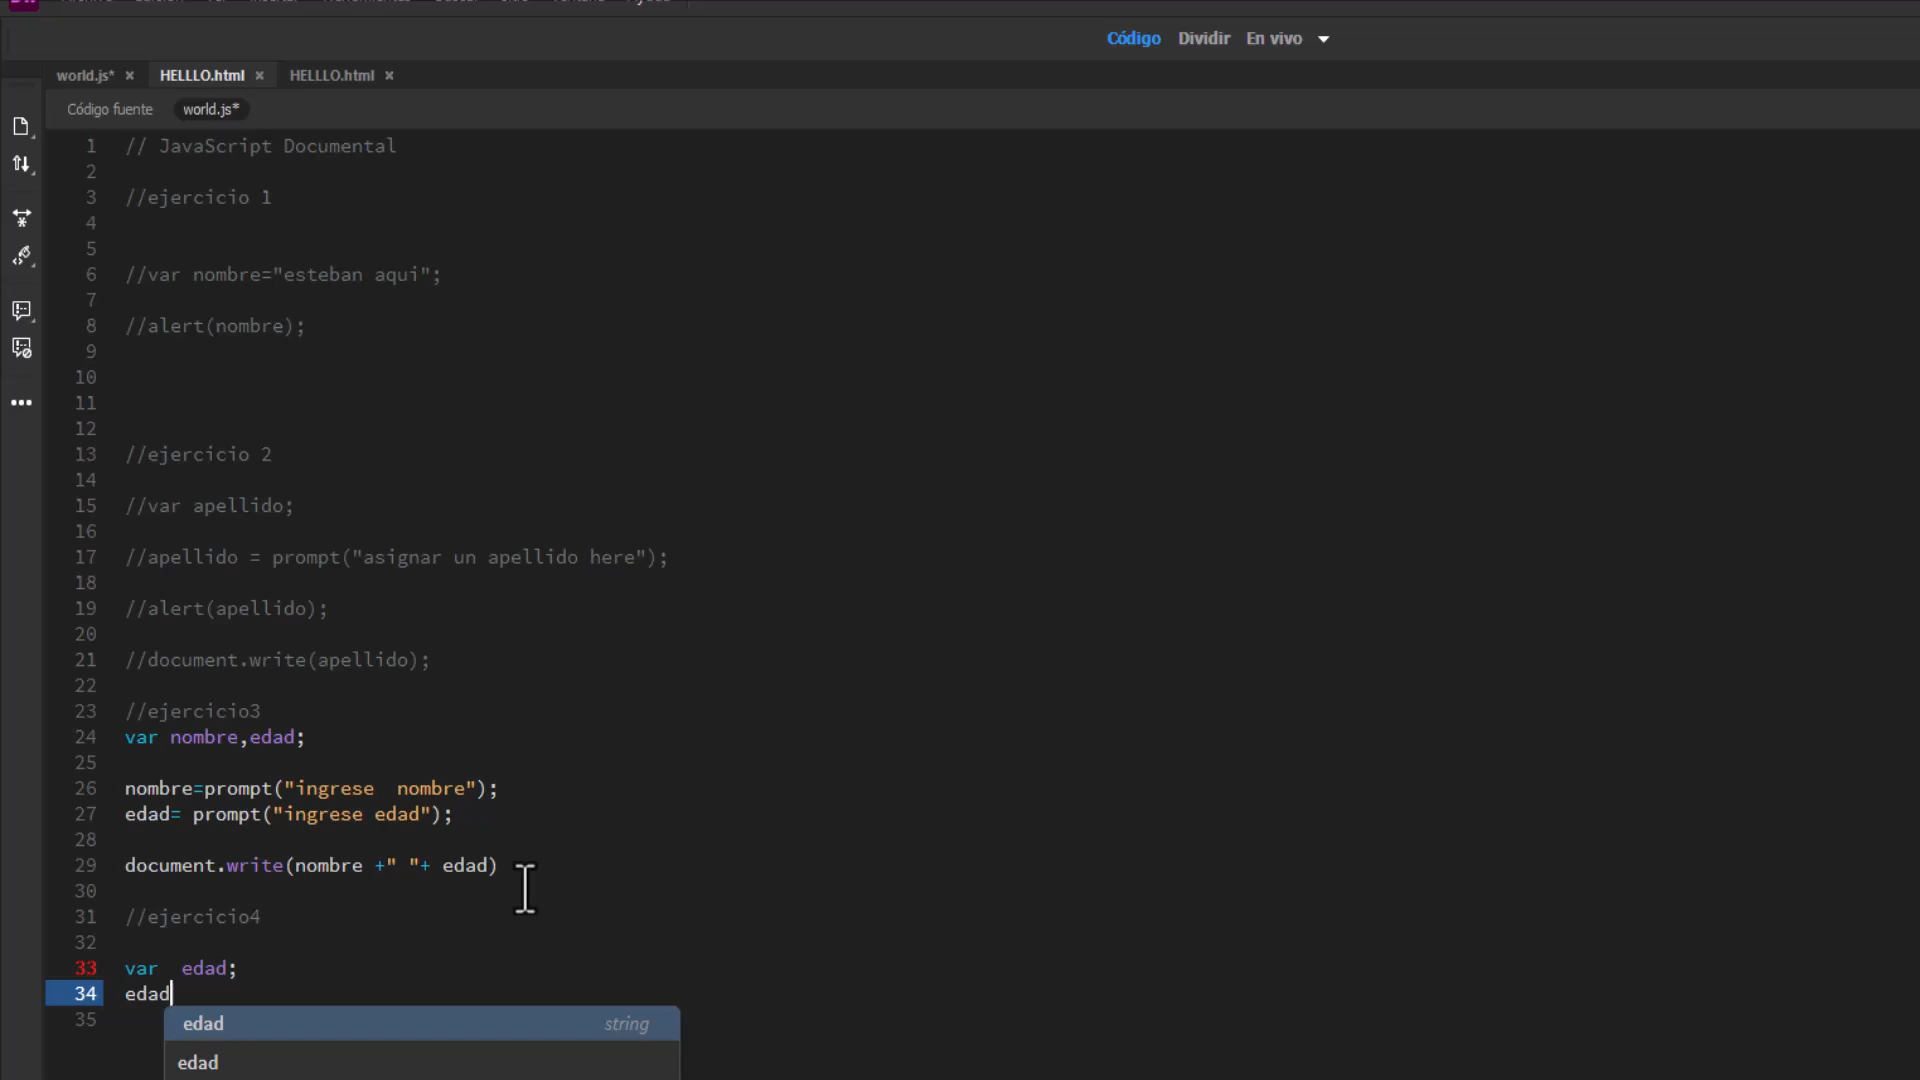 Código Dividir En vivo
world.js* × HELLLO.html × HELLLO.html ×
Código fuente world.js*
1 // JavaScript Documental
2
3 //ejercicio 1
4
5
6 //var nombre="esteban aqui";
7
8 //alert(nombre);
9
10
11
12
13 //ejercicio 2
14
15 //var apellido;
16
17 //apellido = prompt("asignar un apellido here");
18
19 //alert(apellido);
20
21 //document.write(apellido);
22
23 //ejercicio3
24 var nombre,edad;
25
26 nombre=prompt("ingrese  nombre");
27 edad= prompt("ingrese edad");
28
29 document.write(nombre +" "+ edad)
30
31 //ejercicio4
32
33 var  edad;
34 edad
35
edad string
edad